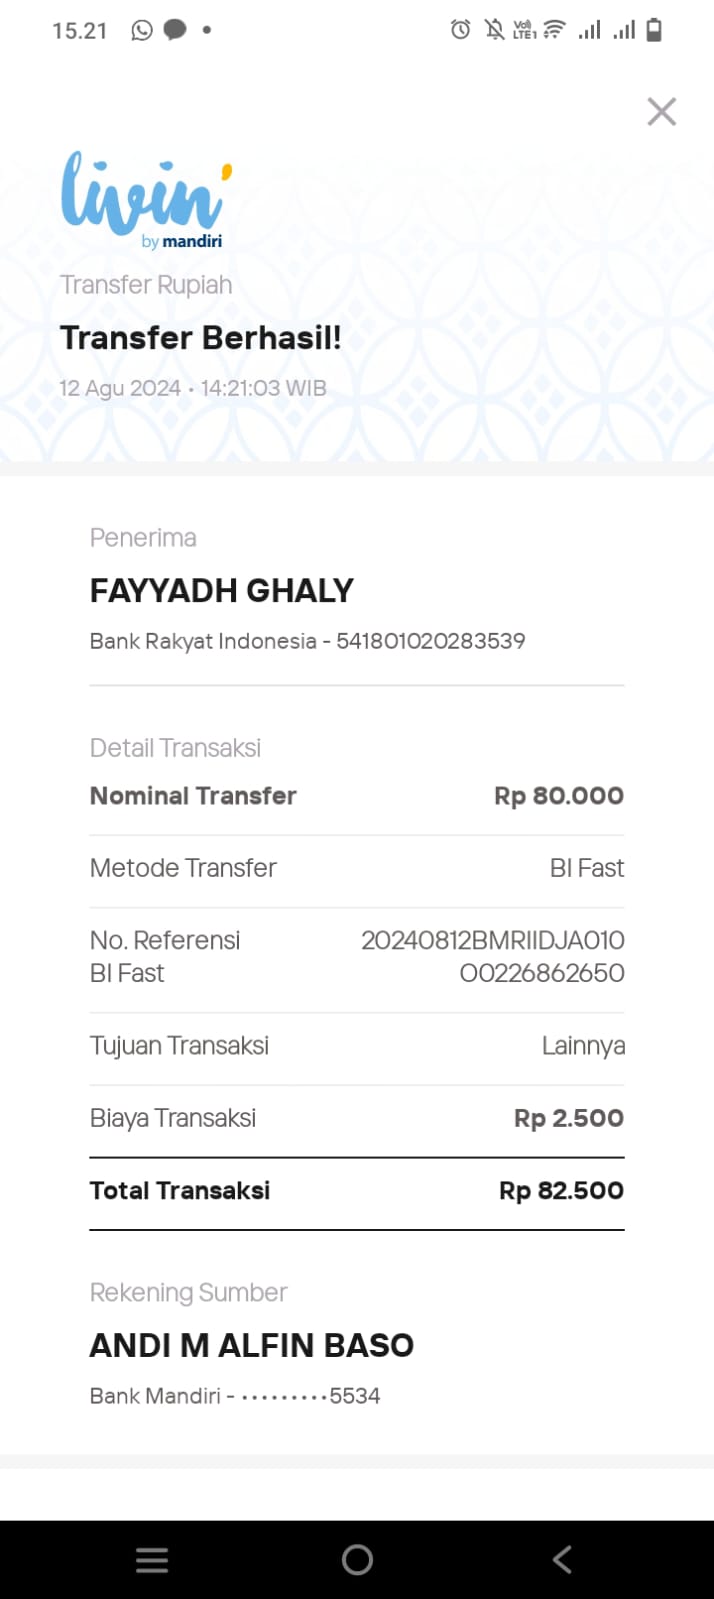 15.21
Vo) LTE1
livin'
by mandiri
Transfer Rupiah
Transfer Berhasil!
12 Agu 2024 • 14:21:03 WIB
Penerima
FAYYADH GHALY
Bank Rakyat Indonesia - 541801020283539
Detail Transaksi
Nominal Transfer Rp 80.000
Metode Transfer BI Fast
No. Referensi 20240812BMRIIDJA010
BI Fast O0226862650
Tujuan Transaksi Lainnya
Biaya Transaksi Rp 2.500
Total Transaksi Rp 82.500
Rekening Sumber
ANDI M ALFIN BASO
Bank Mandiri - •••••••••5534